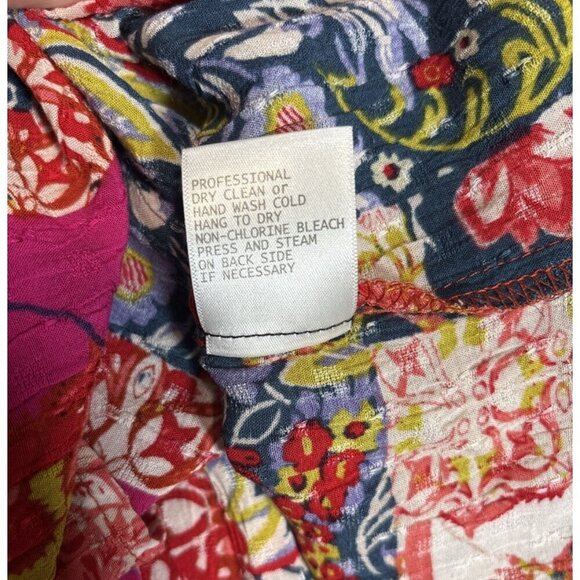 PROFESSIONAL
DRY CLEAN or
HAND WASH COLD
HANG TO DRY
NON-CHLORINE BLEACH
PRESS AND STEAM
ON BACK SIDE
IF NECESSARY